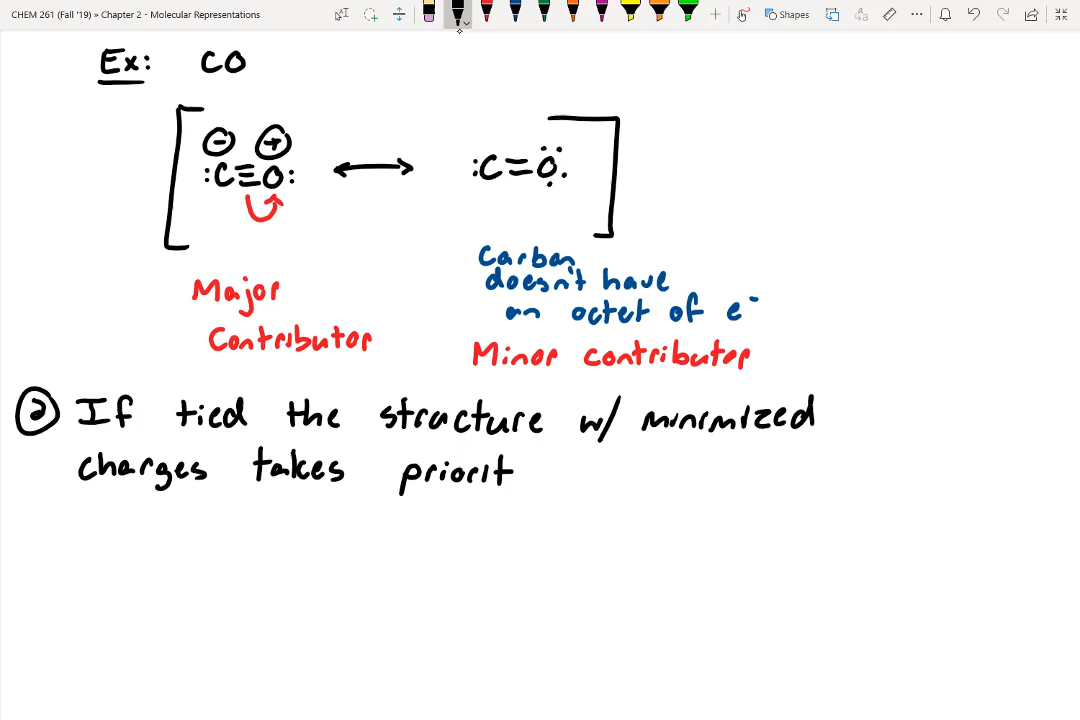 CHEM 261 (Fall '19) » Chapter 2 - Molecular Representations
Shapes
Ex: CO
⊖ ⊕
:C≡O: ↔ :C=Ö:
Carbon
doesn't have
an octet of e⁻
Major
Contributor
Minor contributor
② If tied the structure w/ minimized
charges takes priorit